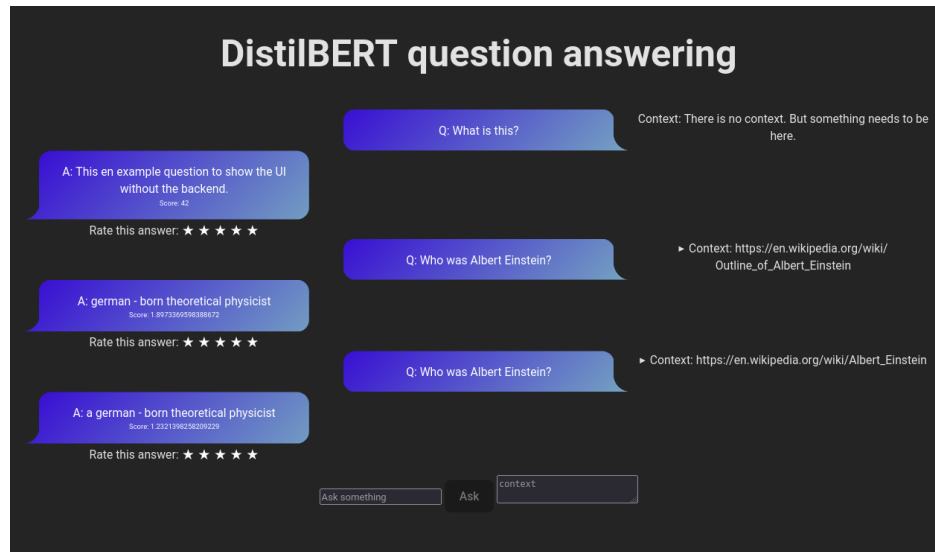 DistilBERT question answering
Q: What is this?
Context: There is no context. But something needs to be
here.
A: This en example question to show the UI
without the backend.
Score: 42
Rate this answer: ★ ★ ★ ★ ★
Q: Who was Albert Einstein?
► Context: https://en.wikipedia.org/wiki/
Outline_of_Albert_Einstein
A: german - born theoretical physicist
Score: 1.8973369598388672
Rate this answer: ★ ★ ★ ★ ★
Q: Who was Albert Einstein?
► Context: https://en.wikipedia.org/wiki/Albert_Einstein
A: a german - born theoretical physicist
Score: 1.2321398258209229
Rate this answer: ★ ★ ★ ★ ★
Ask something
Ask
context